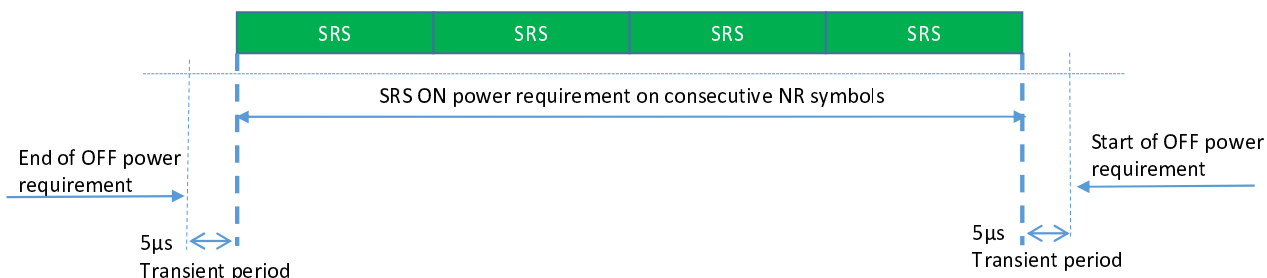 SRS SRS SRS SRS
SRS ON power requirement on consecutive NR symbols
End of OFF power
requirement
Start of OFF power
requirement
5µs
Transient period
5µs
Transient period